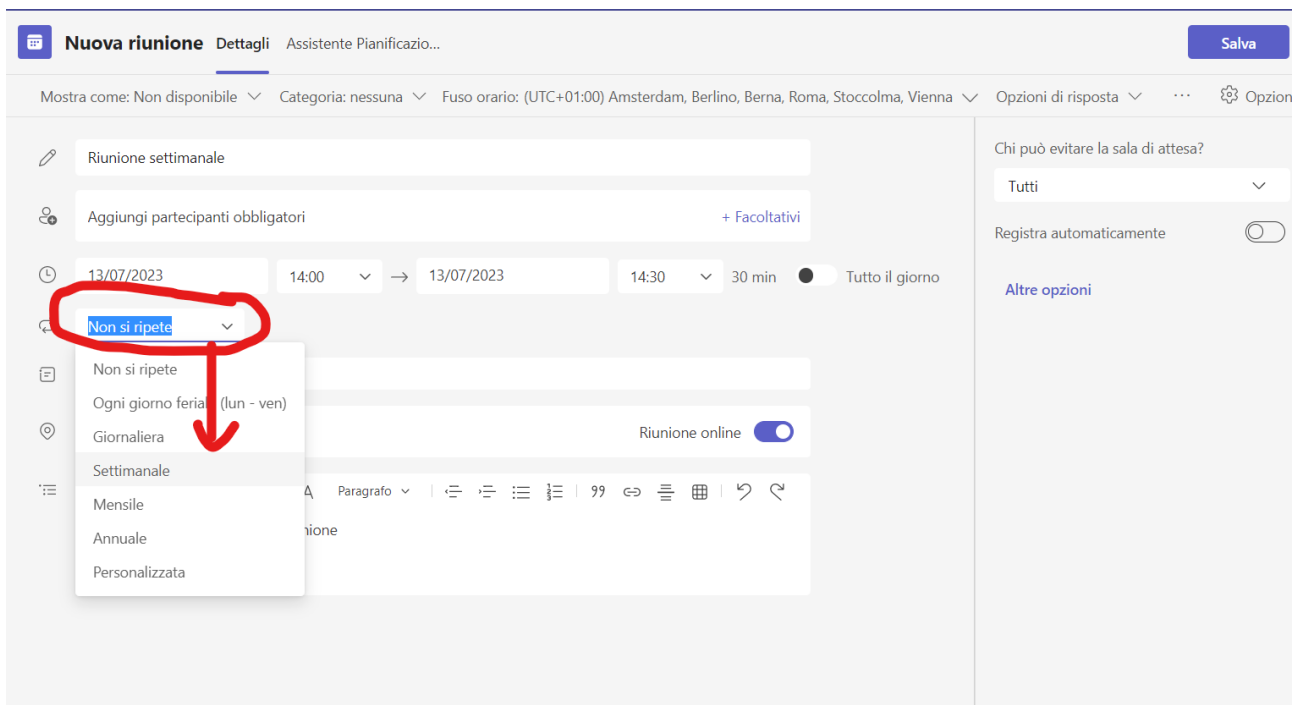 Nuova riunione Dettagli Assistente Pianificazio... Salva
Mostra come: Non disponibile Categoria: nessuna Fuso orario: (UTC+01:00) Amsterdam, Berlino, Berna, Roma, Stoccolma, Vienna Opzioni di risposta ... Opzion
Riunione settimanale
Aggiungi partecipanti obbligatori + Facoltativi
13/07/2023 14:00 → 13/07/2023 14:30 30 min Tutto il giorno
Non si ripete
Non si ripete
Ogni giorno feriale (lun - ven)
Giornaliera
Riunione online
Settimanale
Paragrafo
Mensile
nione
Annuale
Personalizzata
Chi può evitare la sala di attesa?
Tutti
Registra automaticamente
Altre opzioni